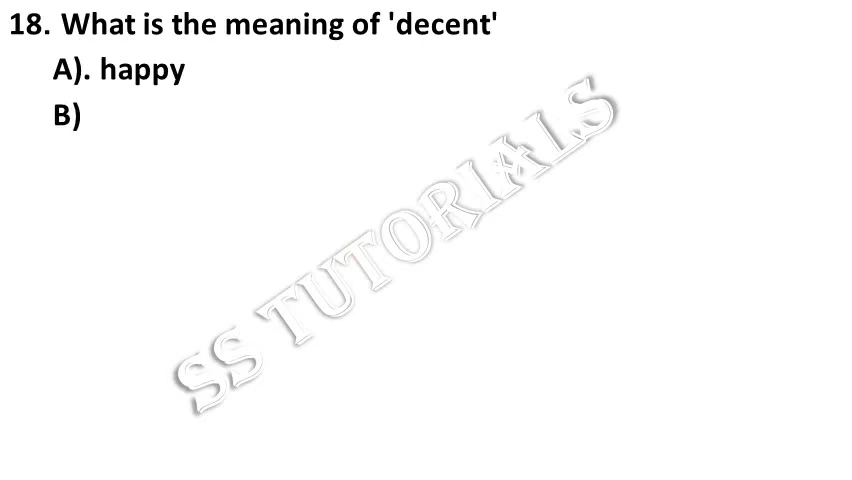 18. What is the meaning of 'decent'
A). happy
B)
SS TUTORIALS